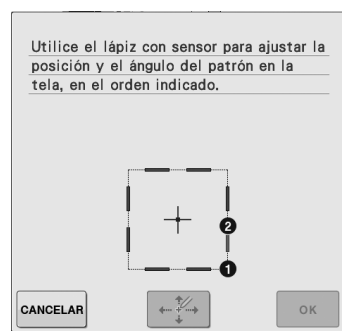 Utilice el lápiz con sensor para ajustar la
posición y el ángulo del patrón en la
tela, en el orden indicado.
2
1
CANCELAR
OK